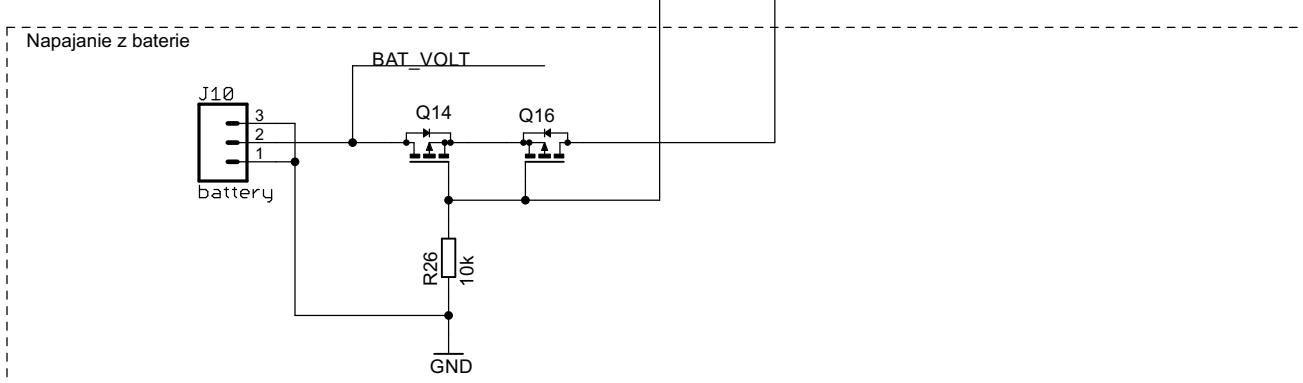 Napajanie z baterie
BAT_VOLT
J10
3
2
1
battery
Q14
Q16
R26
10k
GND